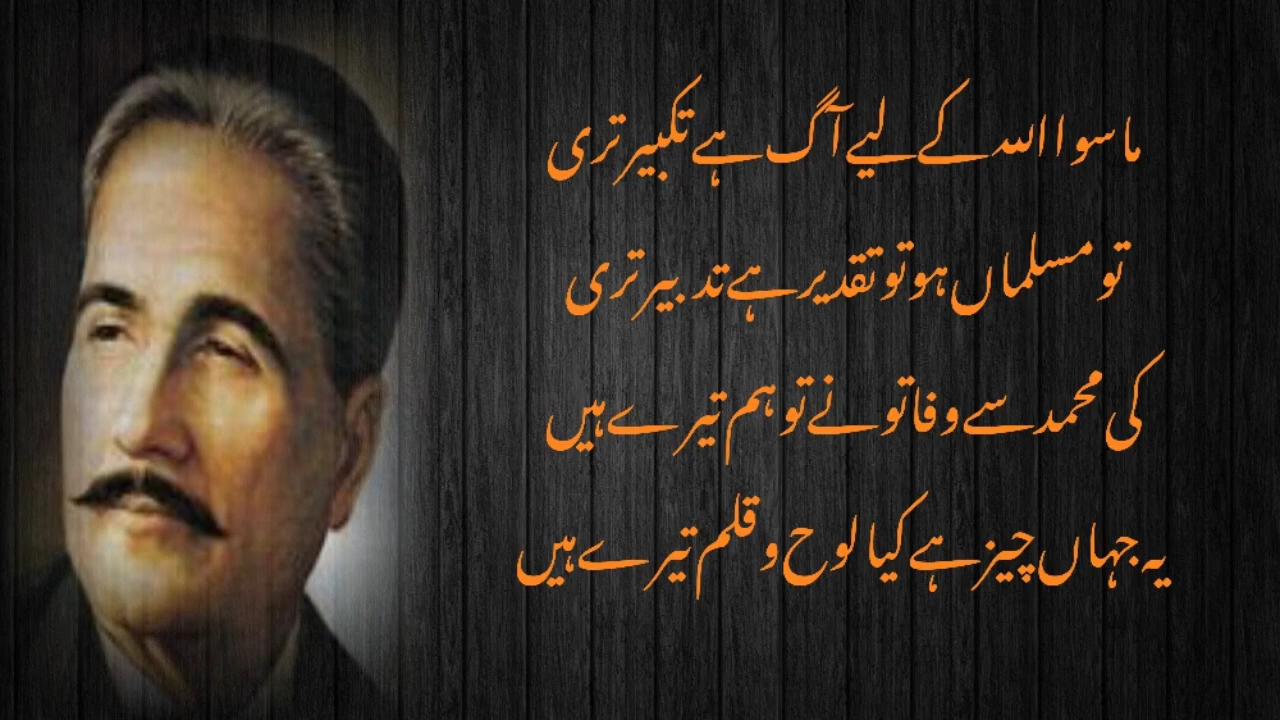 ما سوا اللہ کے لیے آگ ہے تکبیر تری
تو مسلماں ہو تو تقدیر ہے تدبیر تری
کی محمد سے وفا تو نے تو ہم تیرے ہیں
یہ جہاں چیز ہے کیا لوح و قلم تیرے ہیں